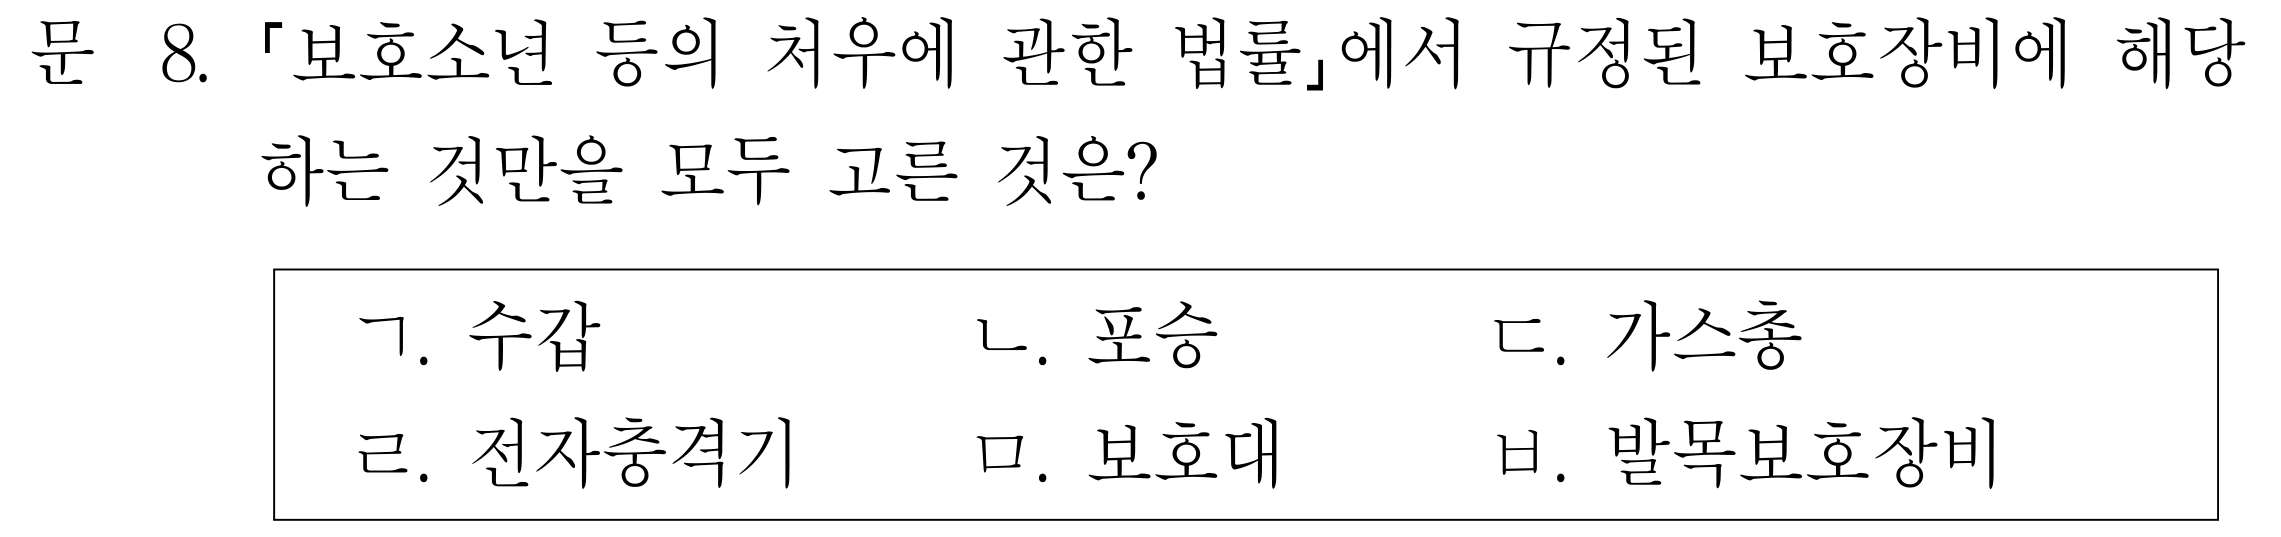 문 8. ｢보호소년 등의 처우에 관한 법률｣에서 규정된 보호장비에 해당
하는 것만을 모두 고른 것은?
ㄱ. 수갑 ㄴ. 포승 ㄷ. 가스총
ㄹ. 전자충격기 ㅁ. 보호대 ㅂ. 발목보호장비